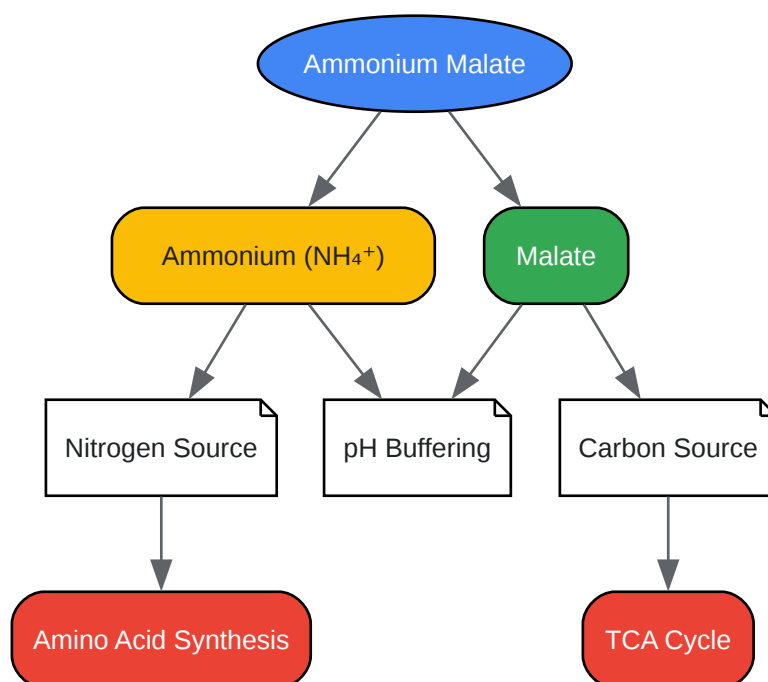 Ammonium Malate
Ammonium (NH₄⁺)
Malate
Nitrogen Source
pH Buffering
Carbon Source
Amino Acid Synthesis
TCA Cycle